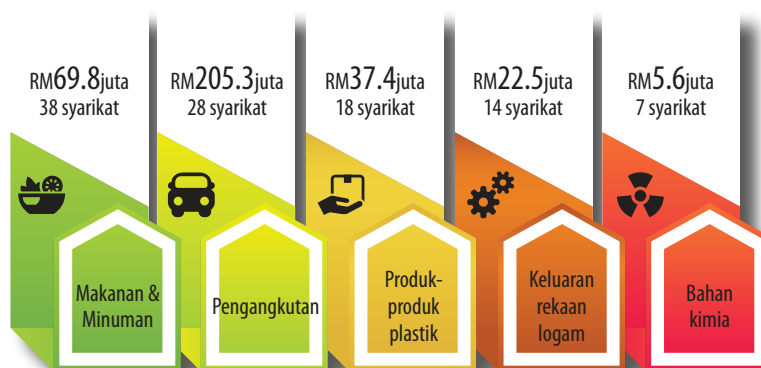 RM69.8juta
38 syarikat
RM205.3juta
28 syarikat
RM37.4juta
18 syarikat
RM22.5juta
14 syarikat
RM5.6juta
7 syarikat
Makanan &
Minuman
Pengangkutan
Produk-
produk
plastik
Keluaran
rekaan
logam
Bahan
kimia